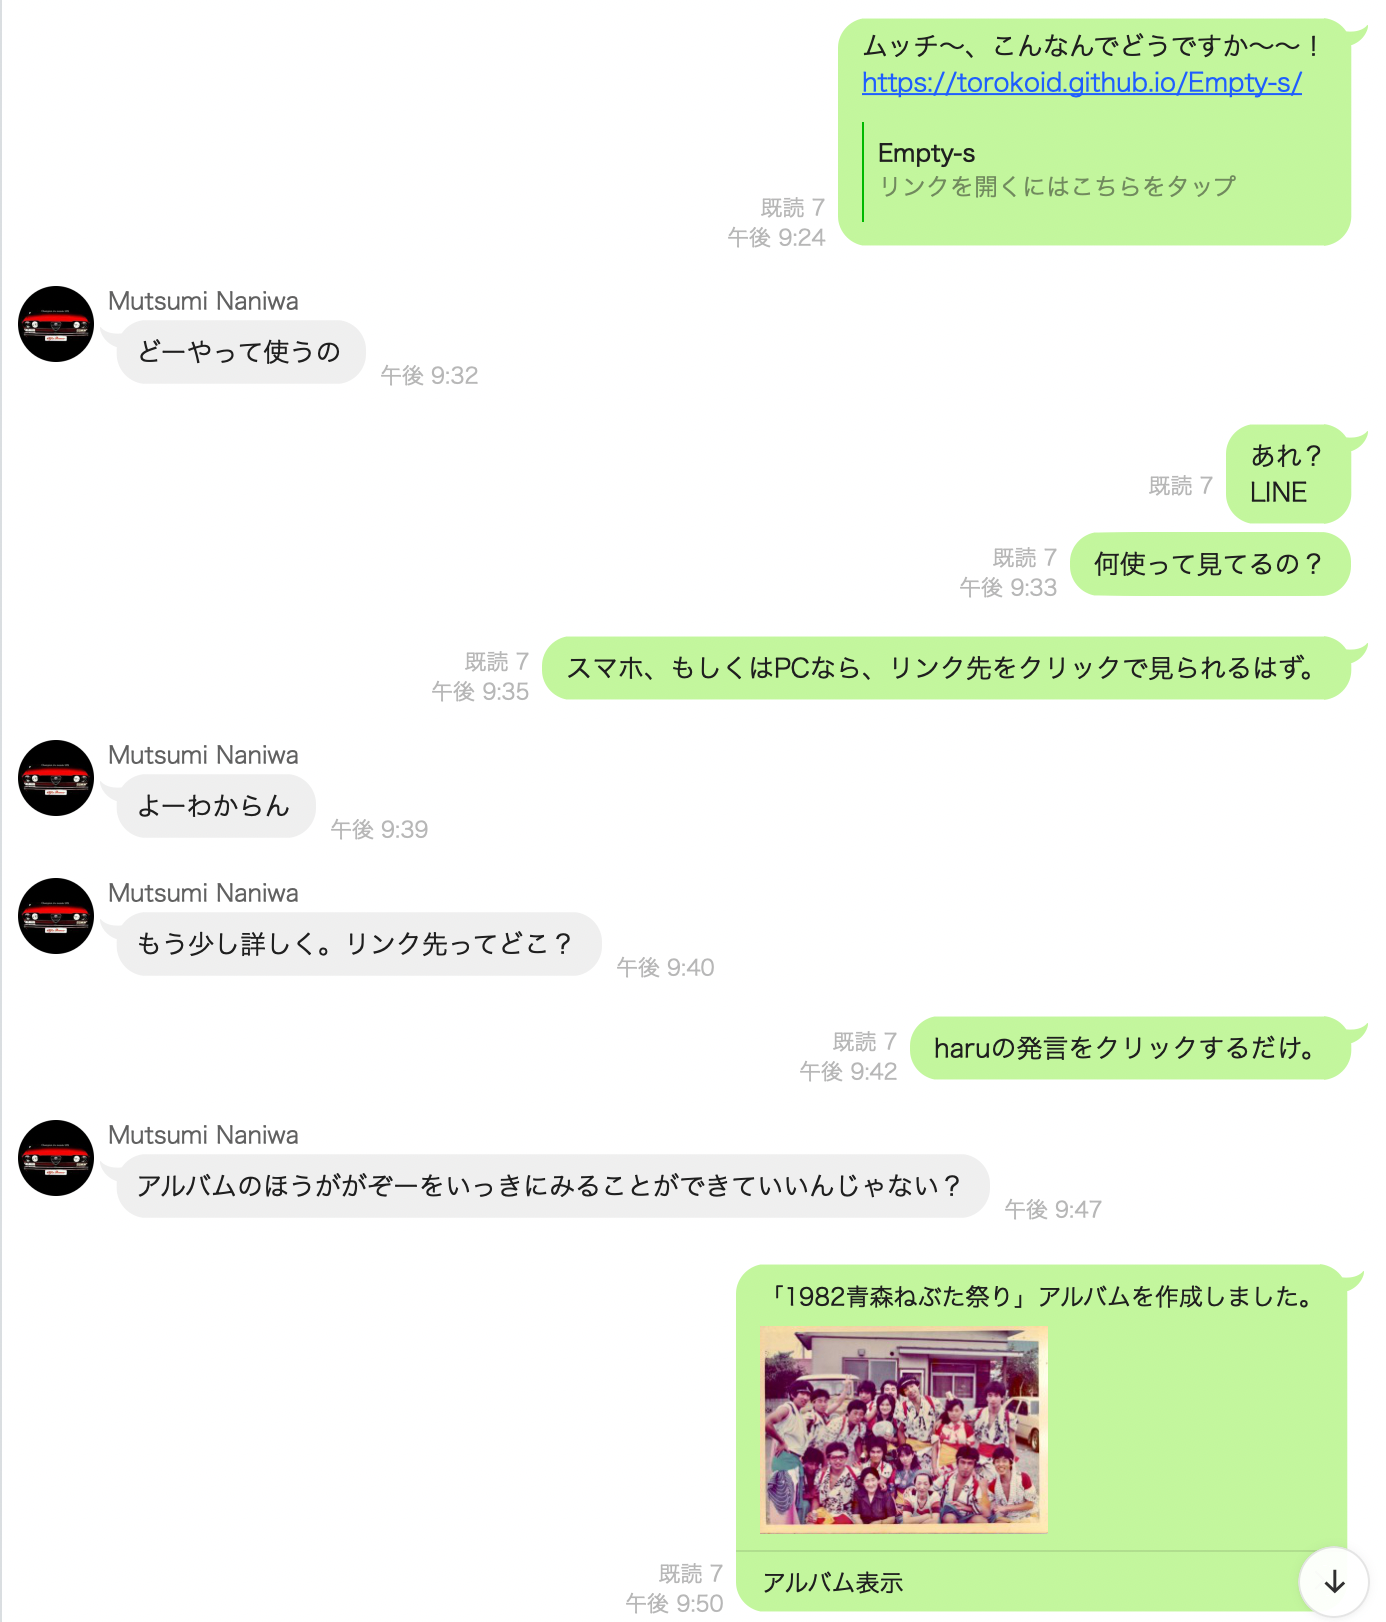 ムッチ〜、こんなんでどうですか〜〜！
https://torokoid.github.io/Empty-s/
Empty-s
リンクを開くにはこちらをタップ
既読 7
午後 9:24
Mutsumi Naniwa
どーやって使うの
午後 9:32
あれ？
LINE
既読 7
何使って見てるの？
既読 7
午後 9:33
スマホ、もしくはPCなら、リンク先をクリックで見られるはず。
既読 7
午後 9:35
Mutsumi Naniwa
よーわからん
午後 9:39
Mutsumi Naniwa
もう少し詳しく。リンク先ってどこ？
午後 9:40
haruの発言をクリックするだけ。
既読 7
午後 9:42
Mutsumi Naniwa
アルバムのほうががぞーをいっきにみることができていいんじゃない？
午後 9:47
「1982青森ねぶた祭り」アルバムを作成しました。
アルバム表示
既読 7
午後 9:50